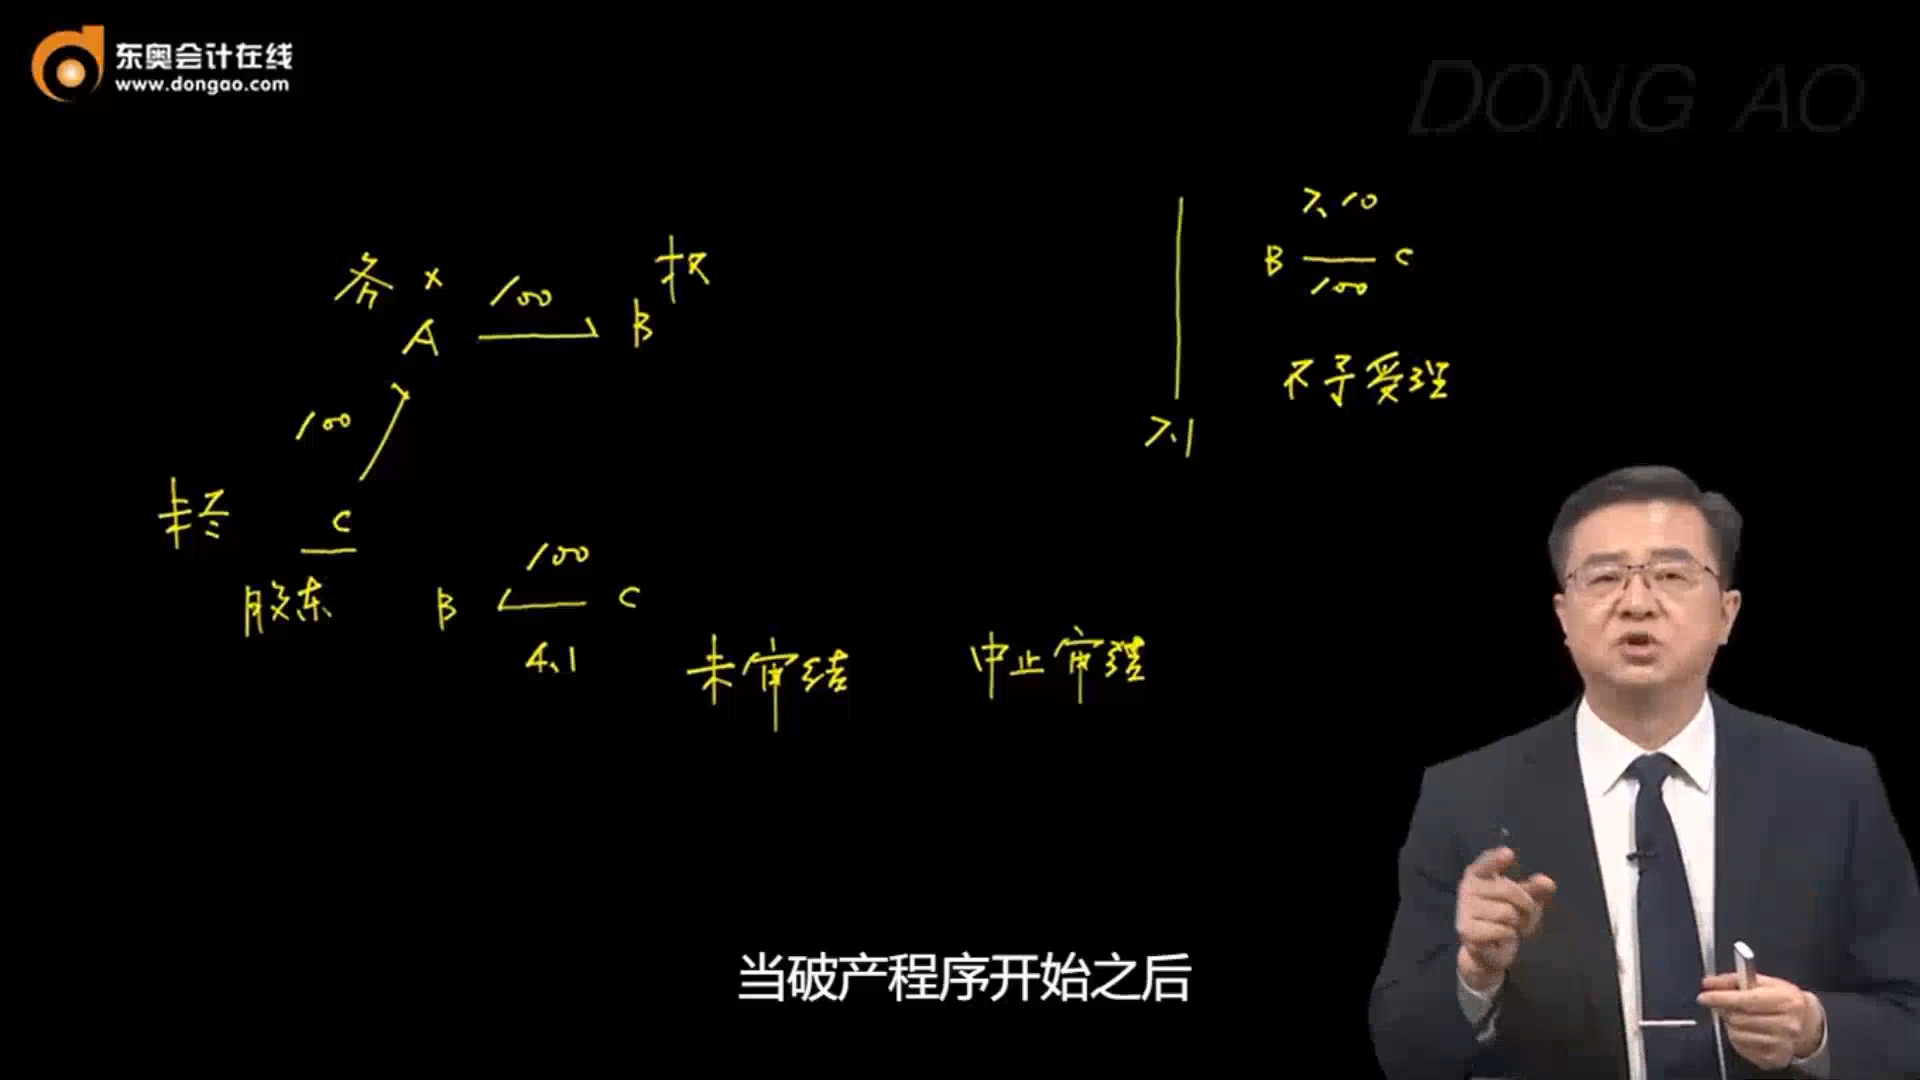 东奥会计在线
www.dongao.com
DONG AO
务 × 100 权
A B
100
C
股东
B 100 C
4.1
未审结 中止审理
7.10
B C
100
不予受理
7.1
当破产程序开始之后